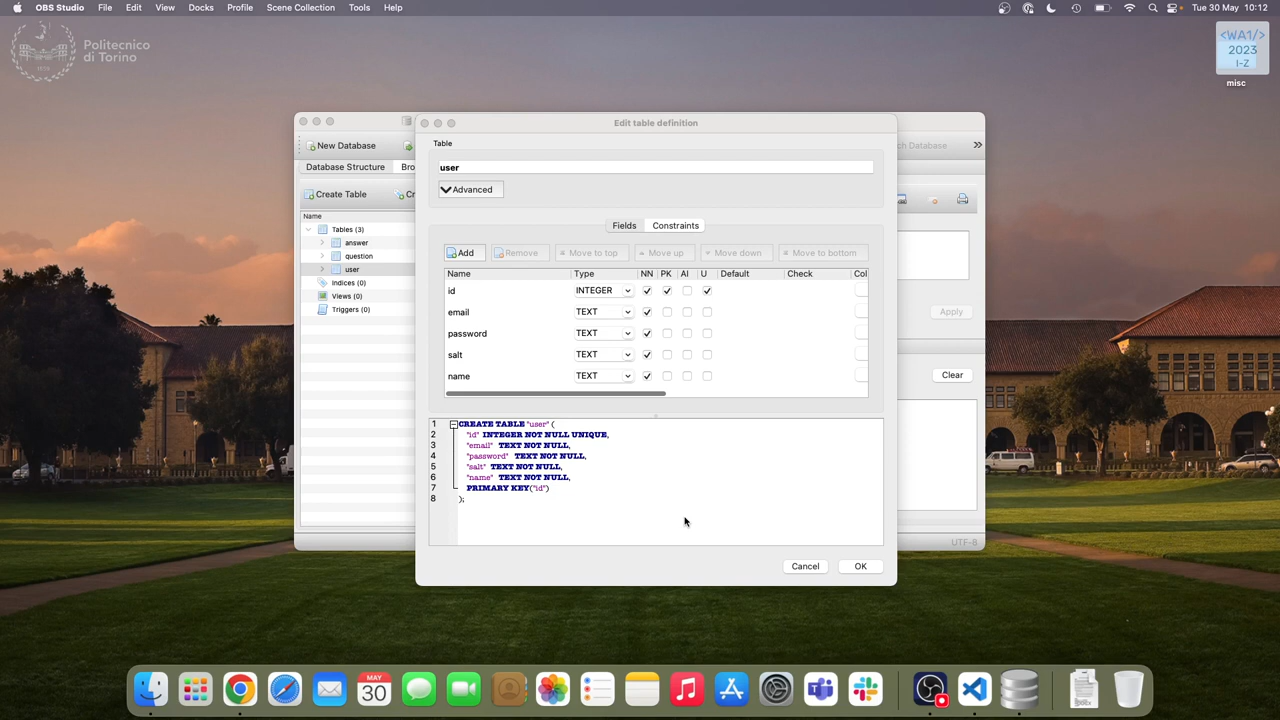 OBS Studio File Edit View Docks Profile Scene Collection Tools Help Tue 30 May 10:12
Politecnico
di Torino
<WA1/>
2023
I-Z
misc
Edit table definition
New Database
ch Database
Database Structure Bro
Create Table Cr
Name
Tables (3)
answer
question
user
Indices (0)
Views (0)
Triggers (0)
Table
user
Advanced
Fields Constraints
Add Remove Move to top Move up Move down Move to bottom
Name Type NN PK AI U Default Check Col
id INTEGER
email TEXT
password TEXT
salt TEXT
name TEXT
1 CREATE TABLE "user" (
2 "id" INTEGER NOT NULL UNIQUE,
3 "email" TEXT NOT NULL,
4 "password" TEXT NOT NULL,
5 "salt" TEXT NOT NULL,
6 "name" TEXT NOT NULL,
7 PRIMARY KEY("id")
8 );
Cancel OK
Apply
Clear
UTF-8
MAY
30